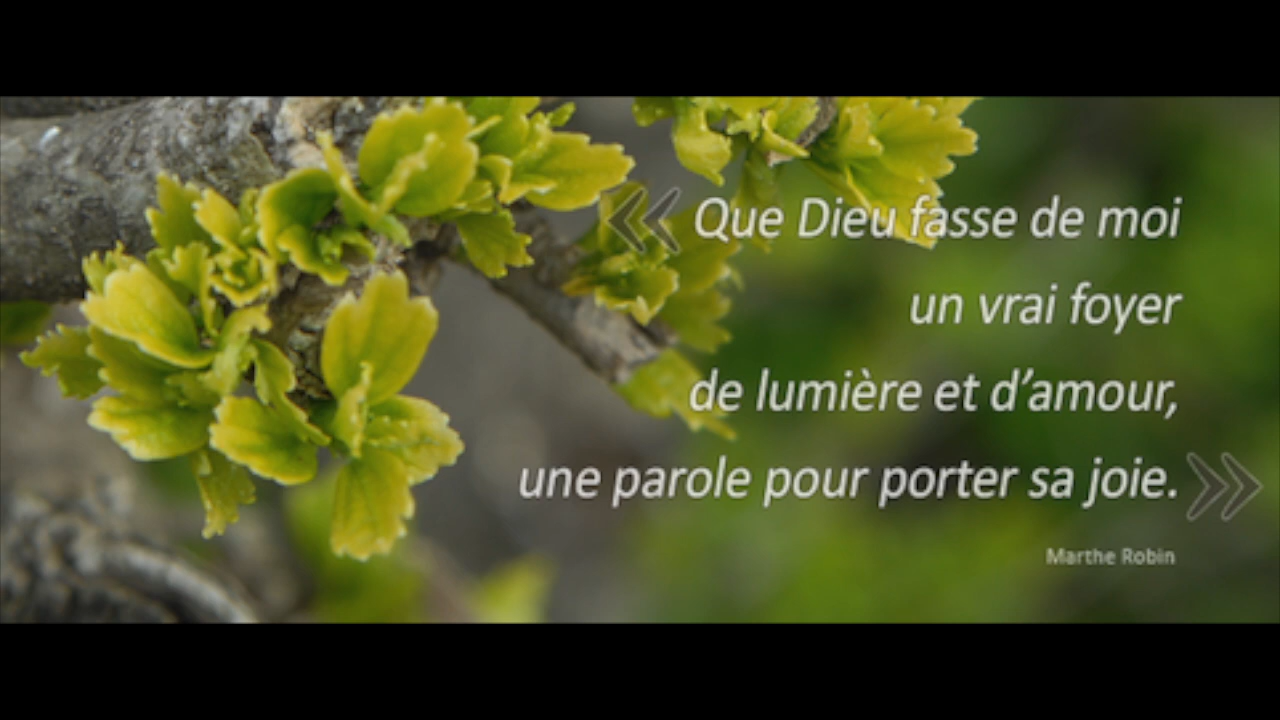 « Que Dieu fasse de moi
un vrai foyer
de lumière et d’amour,
une parole pour porter sa joie. »
Marthe Robin